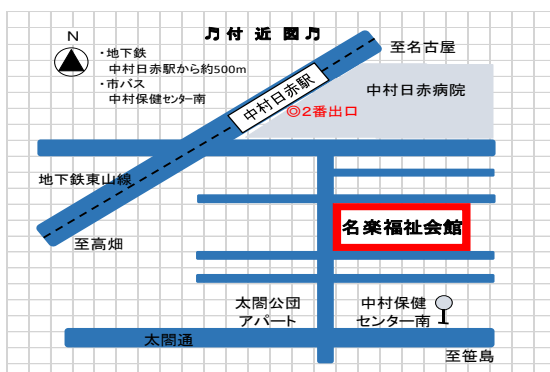 ♬付近図♬
N
・地下鉄
中村日赤駅から約500m
・市バス
中村保健センター南
至名古屋
中村日赤駅
中村日赤病院
◎2番出口
地下鉄東山線
至高畑
名楽福祉会館
太閤公団
アパート
中村保健
センター南
太閤通
至笹島